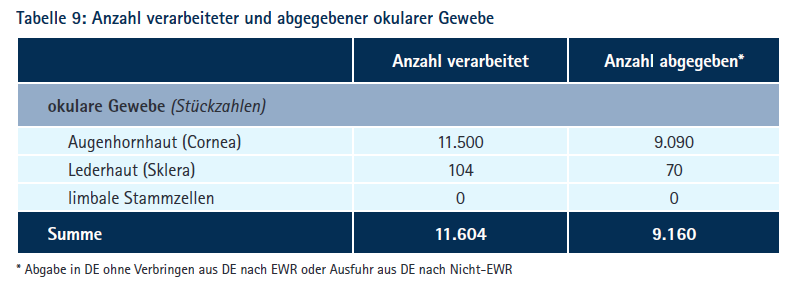 Tabelle 9: Anzahl verarbeiteter und abgegebener okularer Gewebe
Anzahl verarbeitet Anzahl abgegeben*
okulare Gewebe (Stückzahlen)
Augenhornhaut (Cornea) 11.500 9.090
Lederhaut (Sklera) 104 70
limbale Stammzellen 0 0
Summe 11.604 9.160
* Abgabe in DE ohne Verbringen aus DE nach EWR oder Ausfuhr aus DE nach Nicht-EWR